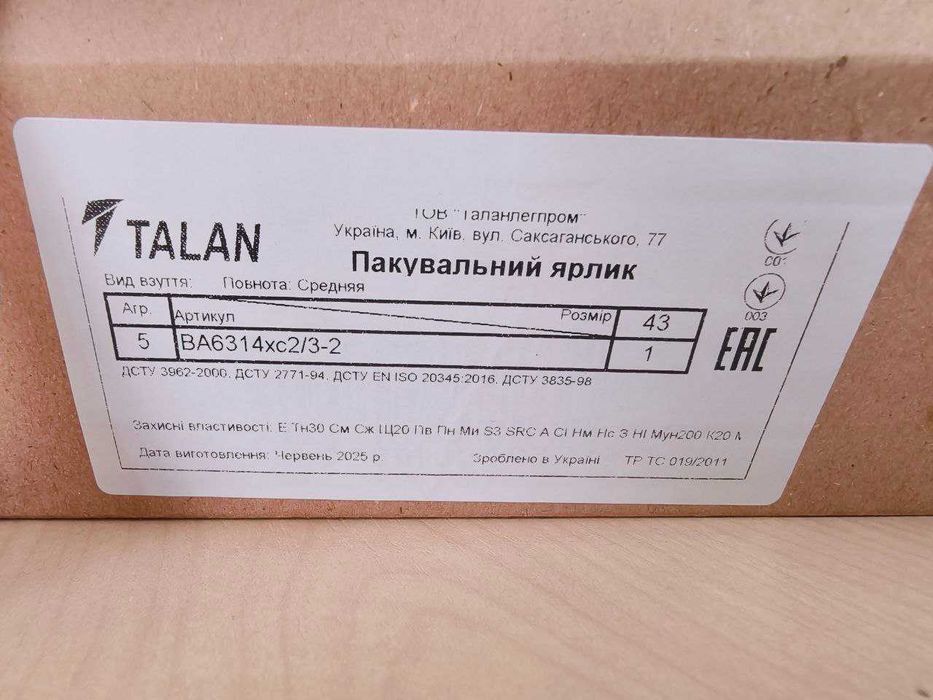 TALAN
ТОВ "Таланлегпром"
Україна, м. Київ, вул. Саксаганського, 77
Пакувальний ярлик
Вид взуття: Повнота: Средняя
Агр. Артикул Розмір 43
5 ВА6314хс2/3-2 1
ДСТУ 3962-2000, ДСТУ 2771-94, ДСТУ EN ISO 20345:2016, ДСТУ 3835-98
003
EAC
Захисні властивості: Е Тн30 См Сж Щ20 Пв Пн Ми S3 SRC A CI Нм Нс З HI Мун200 К20
Дата виготовлення: Червень 2025 р Зроблено в Україні ТР ТС 019/2011